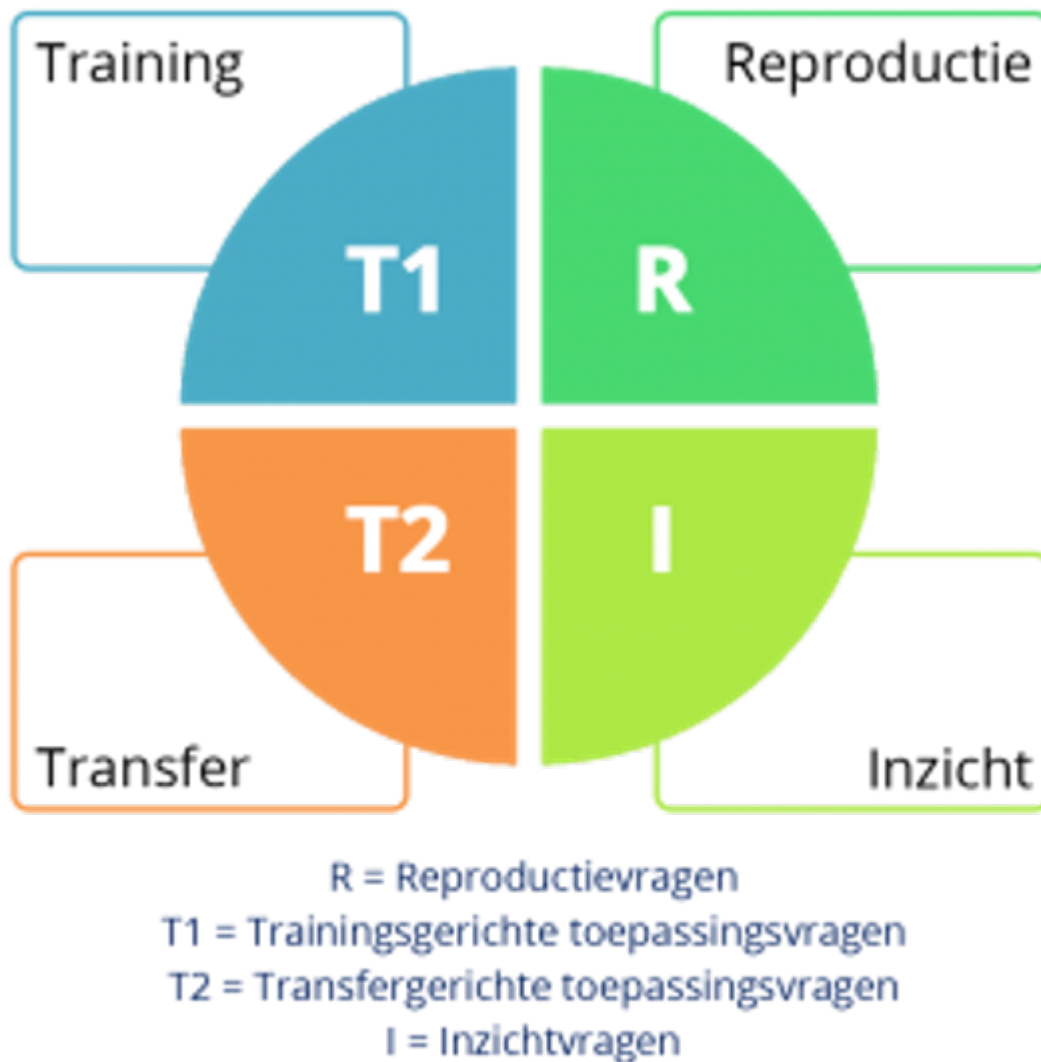 Training
Reproductie
T1
R
T2
I
Transfer
Inzicht
R = Reproductievragen
T1 = Trainingsgerichte toepassingsvragen
T2 = Transfergerichte toepassingsvragen
I = Inzichtvragen